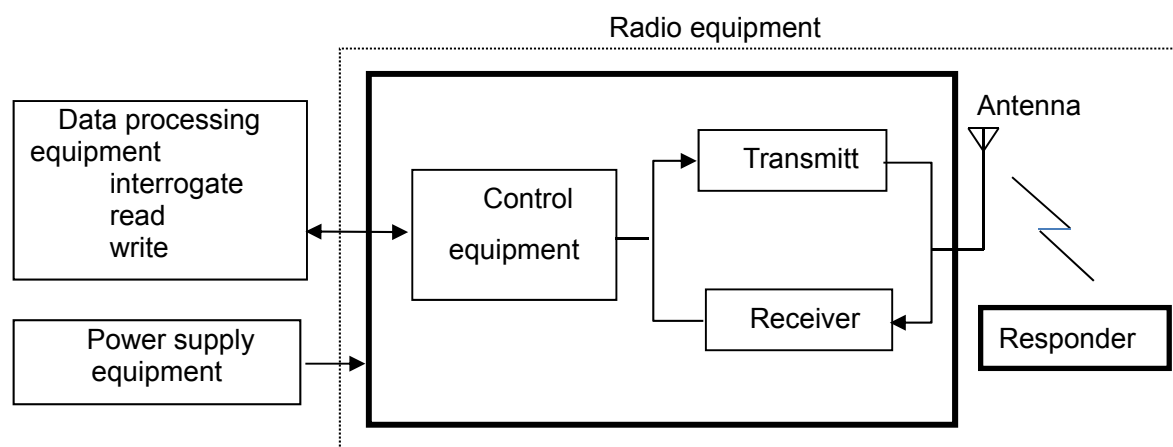 Radio equipment
Data processing
equipment
interrogate
read
write
Power supply
equipment
Control
equipment
Transmitt
Receiver
Antenna
Responder